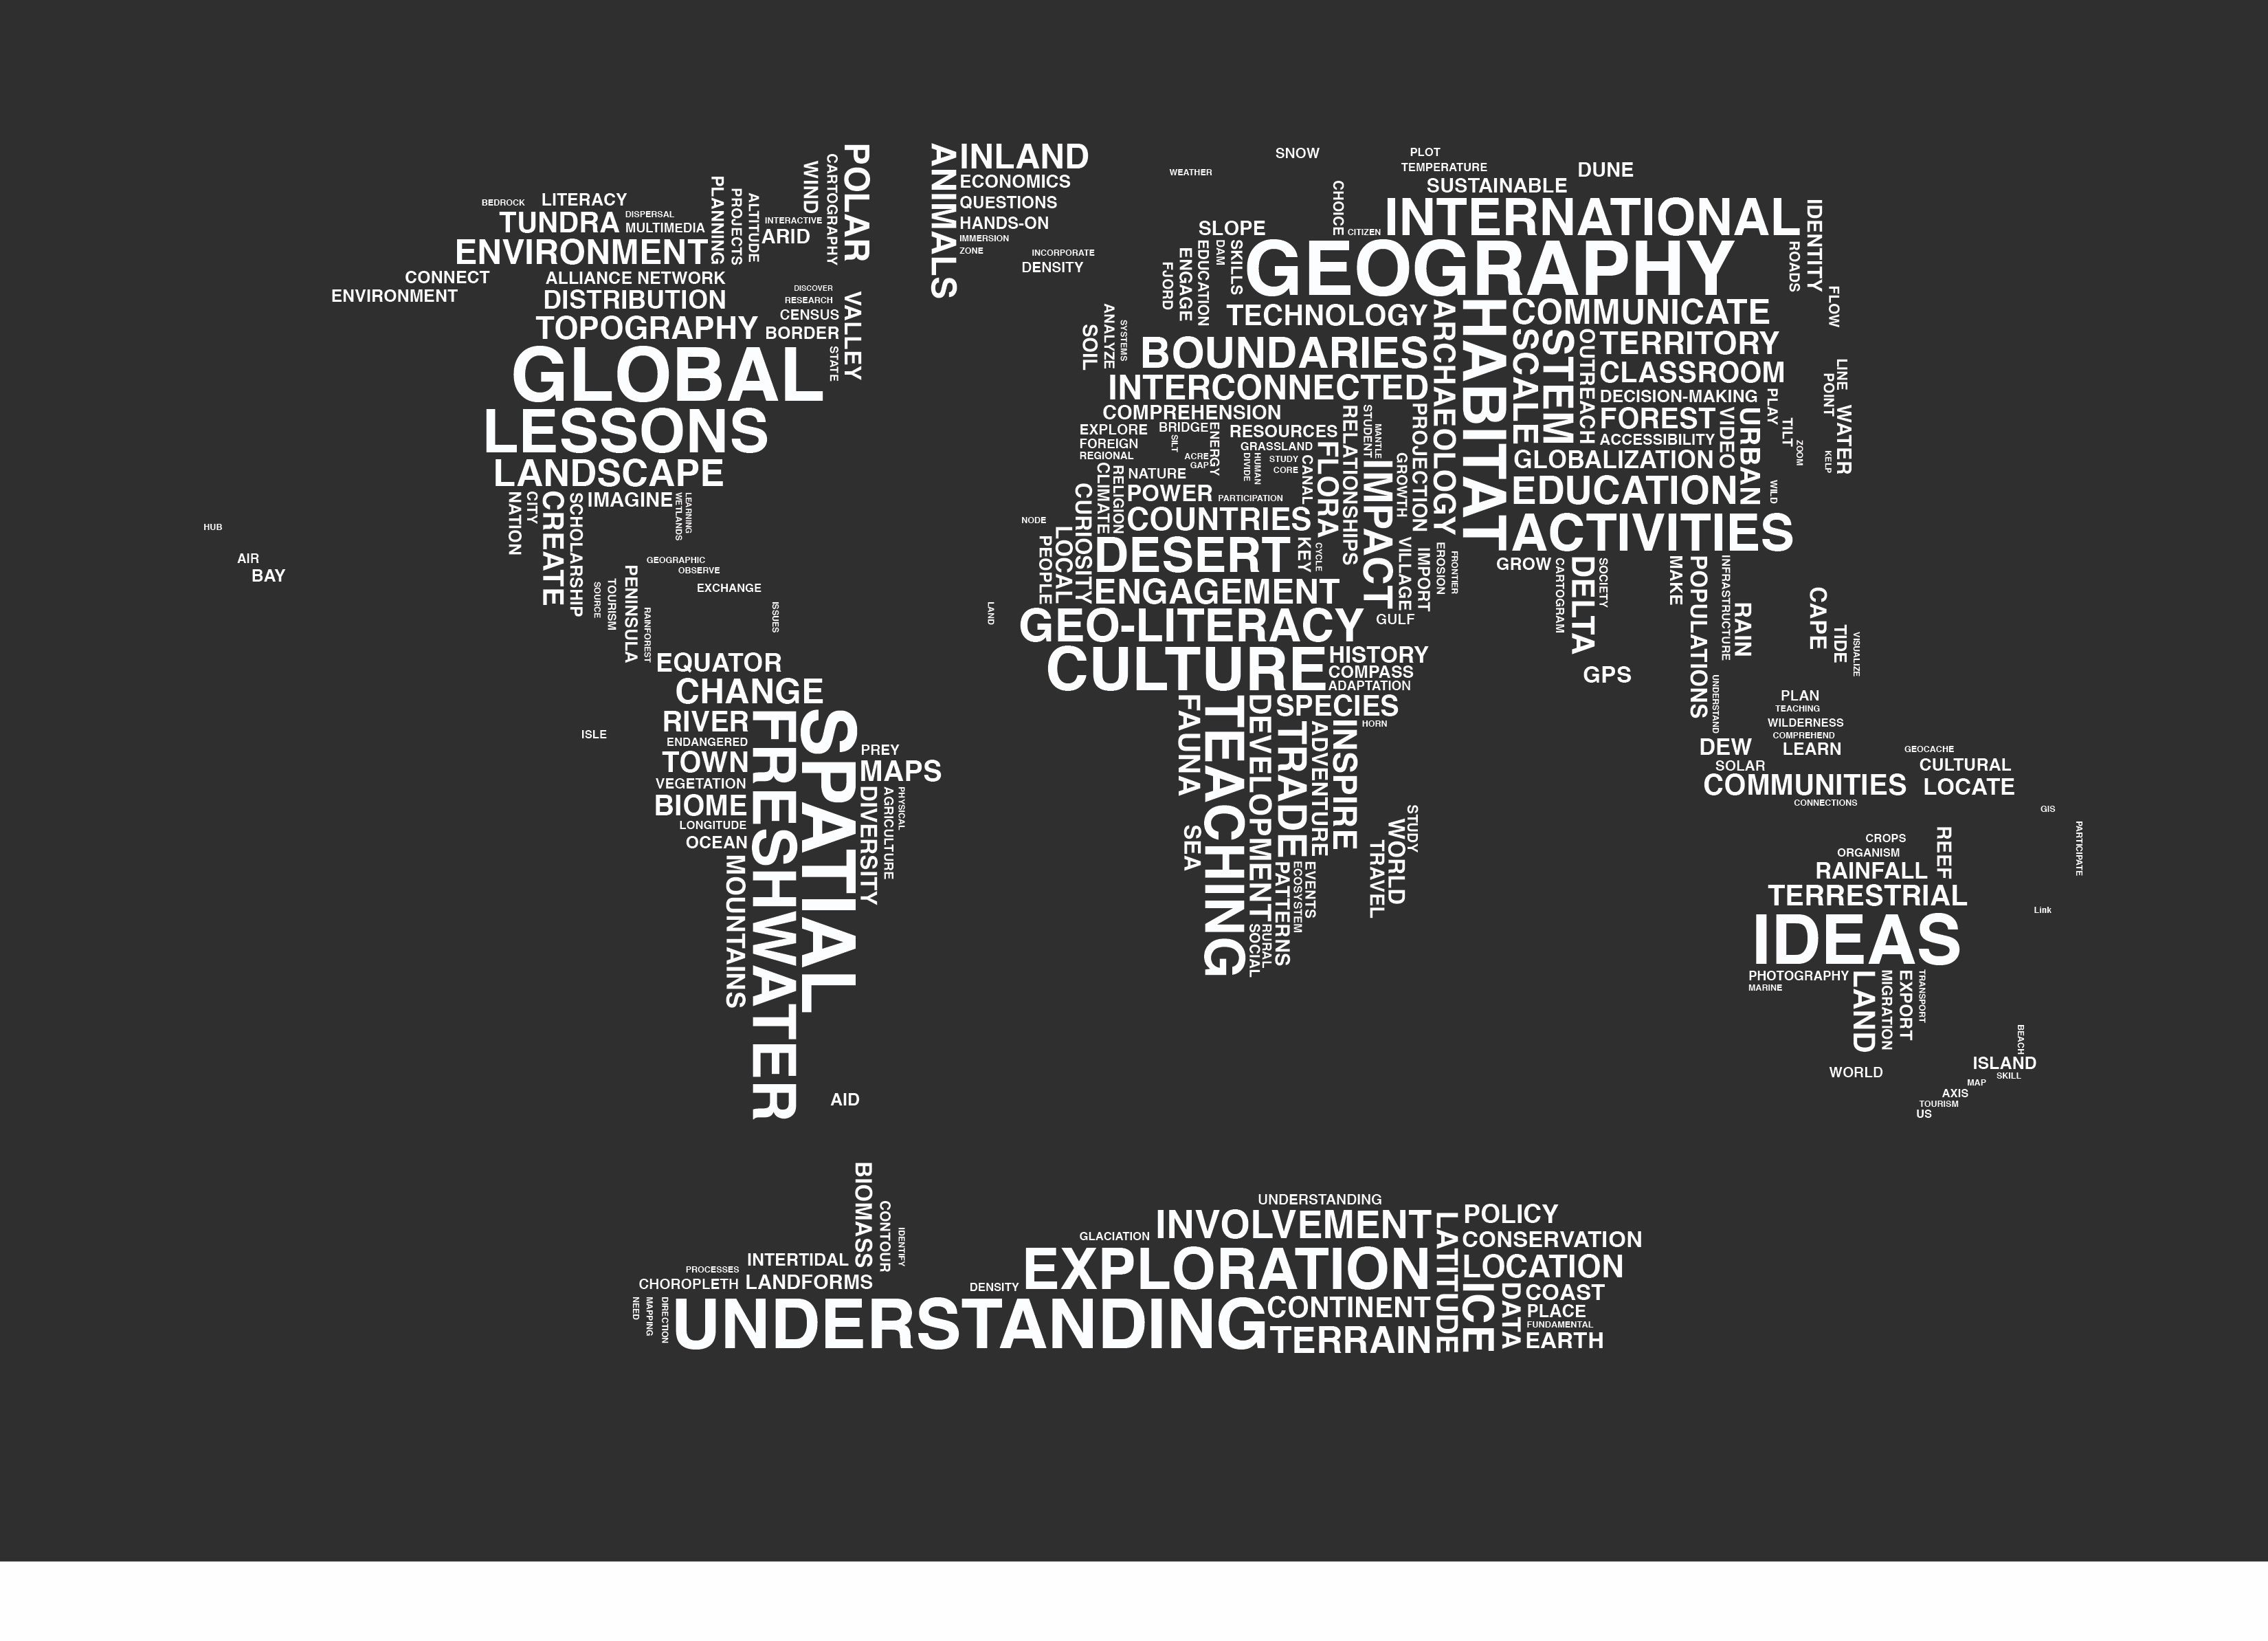 POLAR
WIND
CARTOGRAPHY
PLANNING
PROJECTS
ALTITUDE
INTERACTIVE
ARID
BEDROCK
LITERACY
TUNDRA
DISPERSAL
MULTIMEDIA
ENVIRONMENT
CONNECT
ALLIANCE NETWORK
ENVIRONMENT
DISTRIBUTION
DISCOVER
RESEARCH
CENSUS
TOPOGRAPHY
BORDER
VALLEY
STATE
GLOBAL
LESSONS
LANDSCAPE
NATION
CITY
CREATE
SCHOLARSHIP
IMAGINE
WETLANDS
LEARNING
HUB
AIR
BAY
SOURCE
TOURISM
PENINSULA
RAINFOREST
GEOGRAPHIC
OBSERVE
EXCHANGE
ISSUES
EQUATOR
CHANGE
RIVER
ISLE
ENDANGERED
TOWN
VEGETATION
BIOME
LONGITUDE
OCEAN
MOUNTAINS
FRESHWATER
SPATIAL
PREY
MAPS
DIVERSITY
AGRICULTURE
PHYSICAL
AID
ANIMALS
INLAND
ECONOMICS
QUESTIONS
HANDS-ON
IMMERSION
ZONE
INCORPORATE
DENSITY
WEATHER
SNOW
PLOT
TEMPERATURE
DUNE
SUSTAINABLE
CHOICE
CITIZEN
INTERNATIONAL
IDENTITY
SLOPE
FJORD
ENGAGE
EDUCATION
DAM
SKILLS
GEOGRAPHY
ROADS
FLOW
SOIL
ANALYZE
SYSTEMS
TECHNOLOGY
ARCHAEOLOGY
HABITAT
COMMUNICATE
SCALE
STEM
OUTREACH
TERRITORY
BOUNDARIES
CLASSROOM
INTERCONNECTED
DECISION-MAKING
PLAY
LINE
POINT
WATER
COMPREHENSION
FOREST
VIDEO
URBAN
TILT
ZOOM
KELP
EXPLORE
BRIDGE
RESOURCES
ACCESSIBILITY
FOREIGN
SILT
ENERGY
GRASSLAND
REGIONAL
ACRE
GAP
DIVIDE
HUMAN
STUDY
CORE
CANAL
FLORA
RELATIONSHIPS
STUDENT
MANTLE
IMPACT
GROWTH
PROJECTION
GLOBALIZATION
CLIMATE
RELIGION
NATURE
POWER
PARTICIPATION
EDUCATION
WILD
CURIOSITY
COUNTRIES
ACTIVITIES
NODE
LOCAL
PEOPLE
DESERT
KEY
CYCLE
VILLAGE
IMPORT
EROSION
FRONTIER
ENGAGEMENT
LAND
GEO-LITERACY
GULF
CULTURE
HISTORY
COMPASS
ADAPTATION
GROW
CARTOGRAM
DELTA
SOCIETY
GPS
MAKE
POPULATIONS
UNDERSTAND
INFRASTRUCTURE
RAIN
CAPE
TIDE
VISUALIZE
FAUNA
TEACHING
DEVELOPMENT
SPECIES
TRADE
ADVENTURE
INSPIRE
HORN
SEA
SOCIAL
RURAL
PATTERNS
ECOSYSTEM
EVENTS
TRAVEL
WORLD
STUDY
PLAN
TEACHING
WILDERNESS
COMPREHEND
DEW
LEARN
GEOCACHE
SOLAR
CULTURAL
COMMUNITIES
LOCATE
CONNECTIONS
GIS
PARTICIPATE
CROPS
REEF
ORGANISM
RAINFALL
TERRESTRIAL
Link
IDEAS
PHOTOGRAPHY
MARINE
LAND
MIGRATION
EXPORT
TRANSPORT
BEACH
ISLAND
WORLD
SKILL
MAP
AXIS
TOURISM
US
BIOMASS
CONTOUR
IDENTIFY
INTERTIDAL
PROCESSES
CHOROPLETH
LANDFORMS
NEED
MAPPING
DIRECTION
UNDERSTANDING
UNDERSTANDING
GLACIATION
INVOLVEMENT
DENSITY
EXPLORATION
CONTINENT
TERRAIN
LATITUDE
POLICY
CONSERVATION
LOCATION
ICE
DATA
COAST
PLACE
FUNDAMENTAL
EARTH